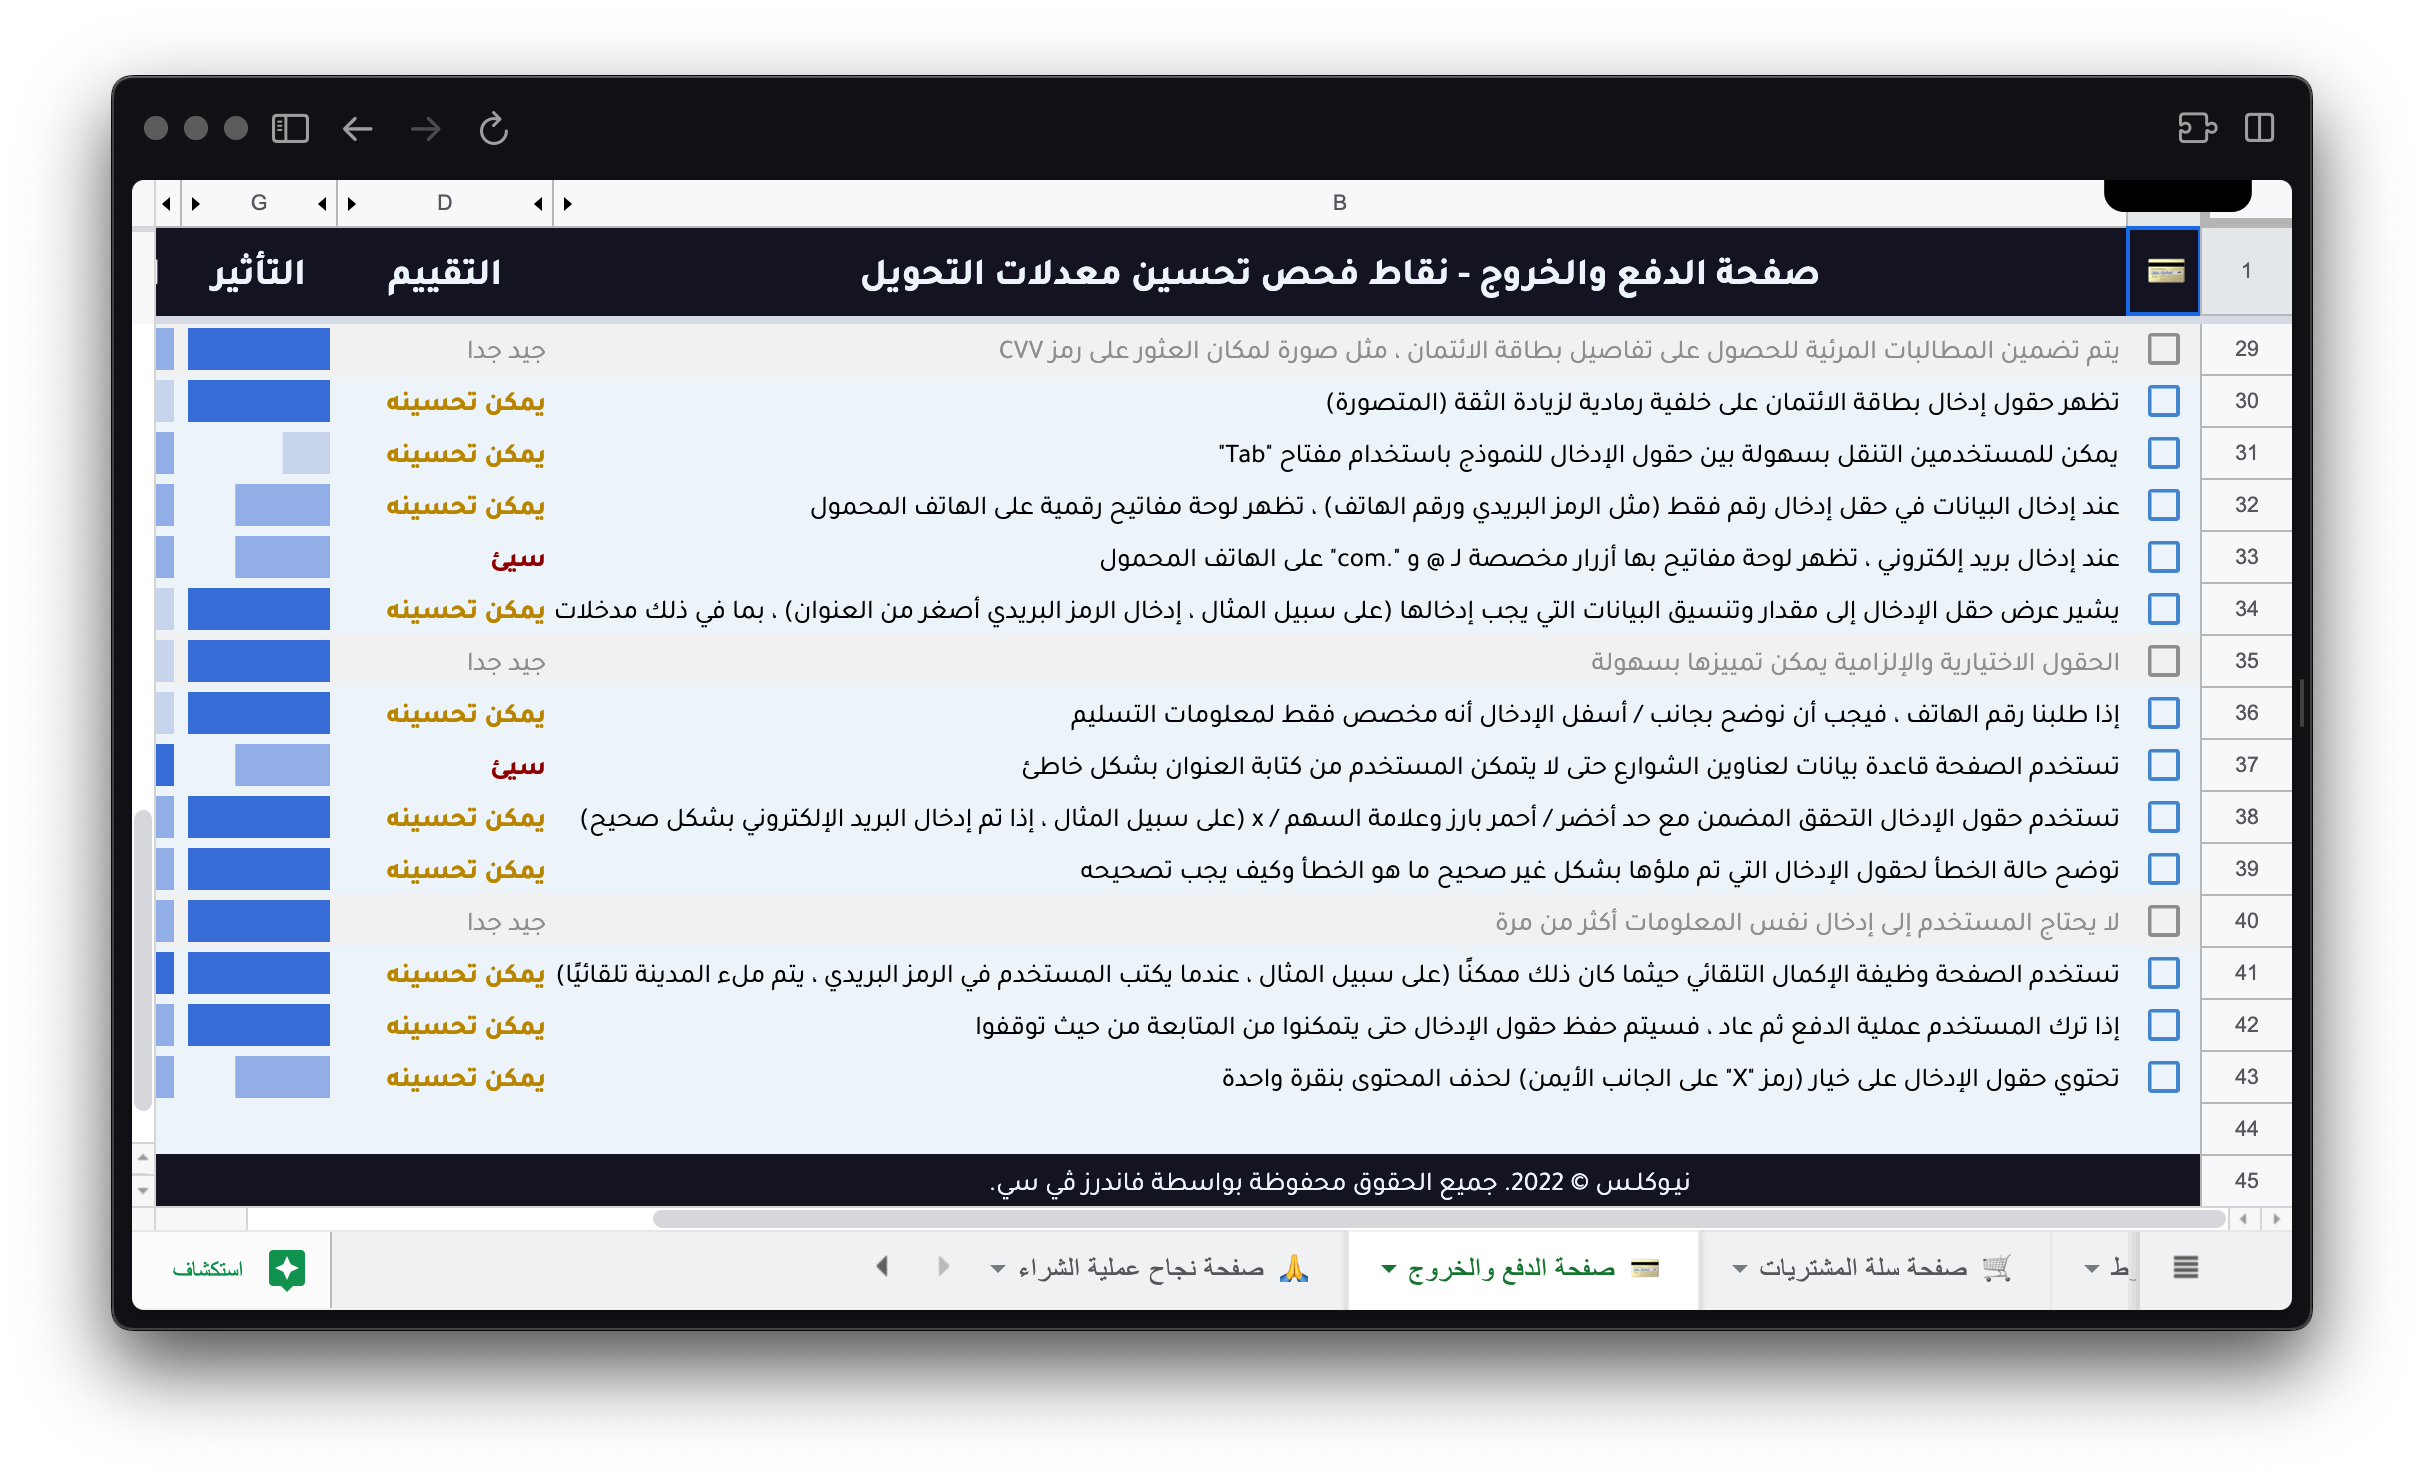 B D G
1 💳 صفحة الدفع والخروج - نقاط فحص تحسين معدلات التحويل التقييم التأثير
29 يتم تضمين المطالبات المرئية للحصول على تفاصيل بطاقة الائتمان ، مثل صورة لمكان العثور على رمز CVV جيد جدا
30 تظهر حقول إدخال بطاقة الائتمان على خلفية رمادية لزيادة الثقة (المتصورة) يمكن تحسينه
31 يمكن للمستخدمين التنقل بسهولة بين حقول الإدخال للنموذج باستخدام مفتاح "Tab" يمكن تحسينه
32 عند إدخال البيانات في حقل إدخال رقم فقط (مثل الرمز البريدي ورقم الهاتف) ، تظهر لوحة مفاتيح رقمية على الهاتف المحمول يمكن تحسينه
33 عند إدخال بريد إلكتروني ، تظهر لوحة مفاتيح بها أزرار مخصصة لـ @ و ".com" على الهاتف المحمول سيئ
34 يشير عرض حقل الإدخال إلى مقدار وتنسيق البيانات التي يجب إدخالها (على سبيل المثال ، إدخال الرمز البريدي أصغر من العنوان) ، بما في ذلك مدخلات يمكن تحسينه
35 الحقول الاختيارية والإلزامية يمكن تمييزها بسهولة جيد جدا
36 إذا طلبنا رقم الهاتف ، فيجب أن نوضح بجانب / أسفل الإدخال أنه مخصص فقط لمعلومات التسليم يمكن تحسينه
37 تستخدم الصفحة قاعدة بيانات لعناوين الشوارع حتى لا يتمكن المستخدم من كتابة العنوان بشكل خاطئ سيئ
38 تستخدم حقول الإدخال التحقق المضمن مع حد أخضر / أحمر بارز وعلامة السهم / x (على سبيل المثال ، إذا تم إدخال البريد الإلكتروني بشكل صحيح) يمكن تحسينه
39 توضح حالة الخطأ لحقول الإدخال التي تم ملؤها بشكل غير صحيح ما هو الخطأ وكيف يجب تصحيحه يمكن تحسينه
40 لا يحتاج المستخدم إلى إدخال نفس المعلومات أكثر من مرة جيد جدا
41 تستخدم الصفحة وظيفة الإكمال التلقائي حيثما كان ذلك ممكنًا (على سبيل المثال ، عندما يكتب المستخدم في الرمز البريدي ، يتم ملء المدينة تلقائيًا) يمكن تحسينه
42 إذا ترك المستخدم عملية الدفع ثم عاد ، فسيتم حفظ حقول الإدخال حتى يتمكنوا من المتابعة من حيث توقفوا يمكن تحسينه
43 تحتوي حقول الإدخال على خيار (رمز "X" على الجانب الأيمن) لحذف المحتوى بنقرة واحدة يمكن تحسينه
44
45 نيوكلس © 2022. جميع الحقوق محفوظة بواسطة فاندرز ڤي سي.
🛒 صفحة سلة المشتريات 💳 صفحة الدفع والخروج 🙏 صفحة نجاح عملية الشراء استكشاف